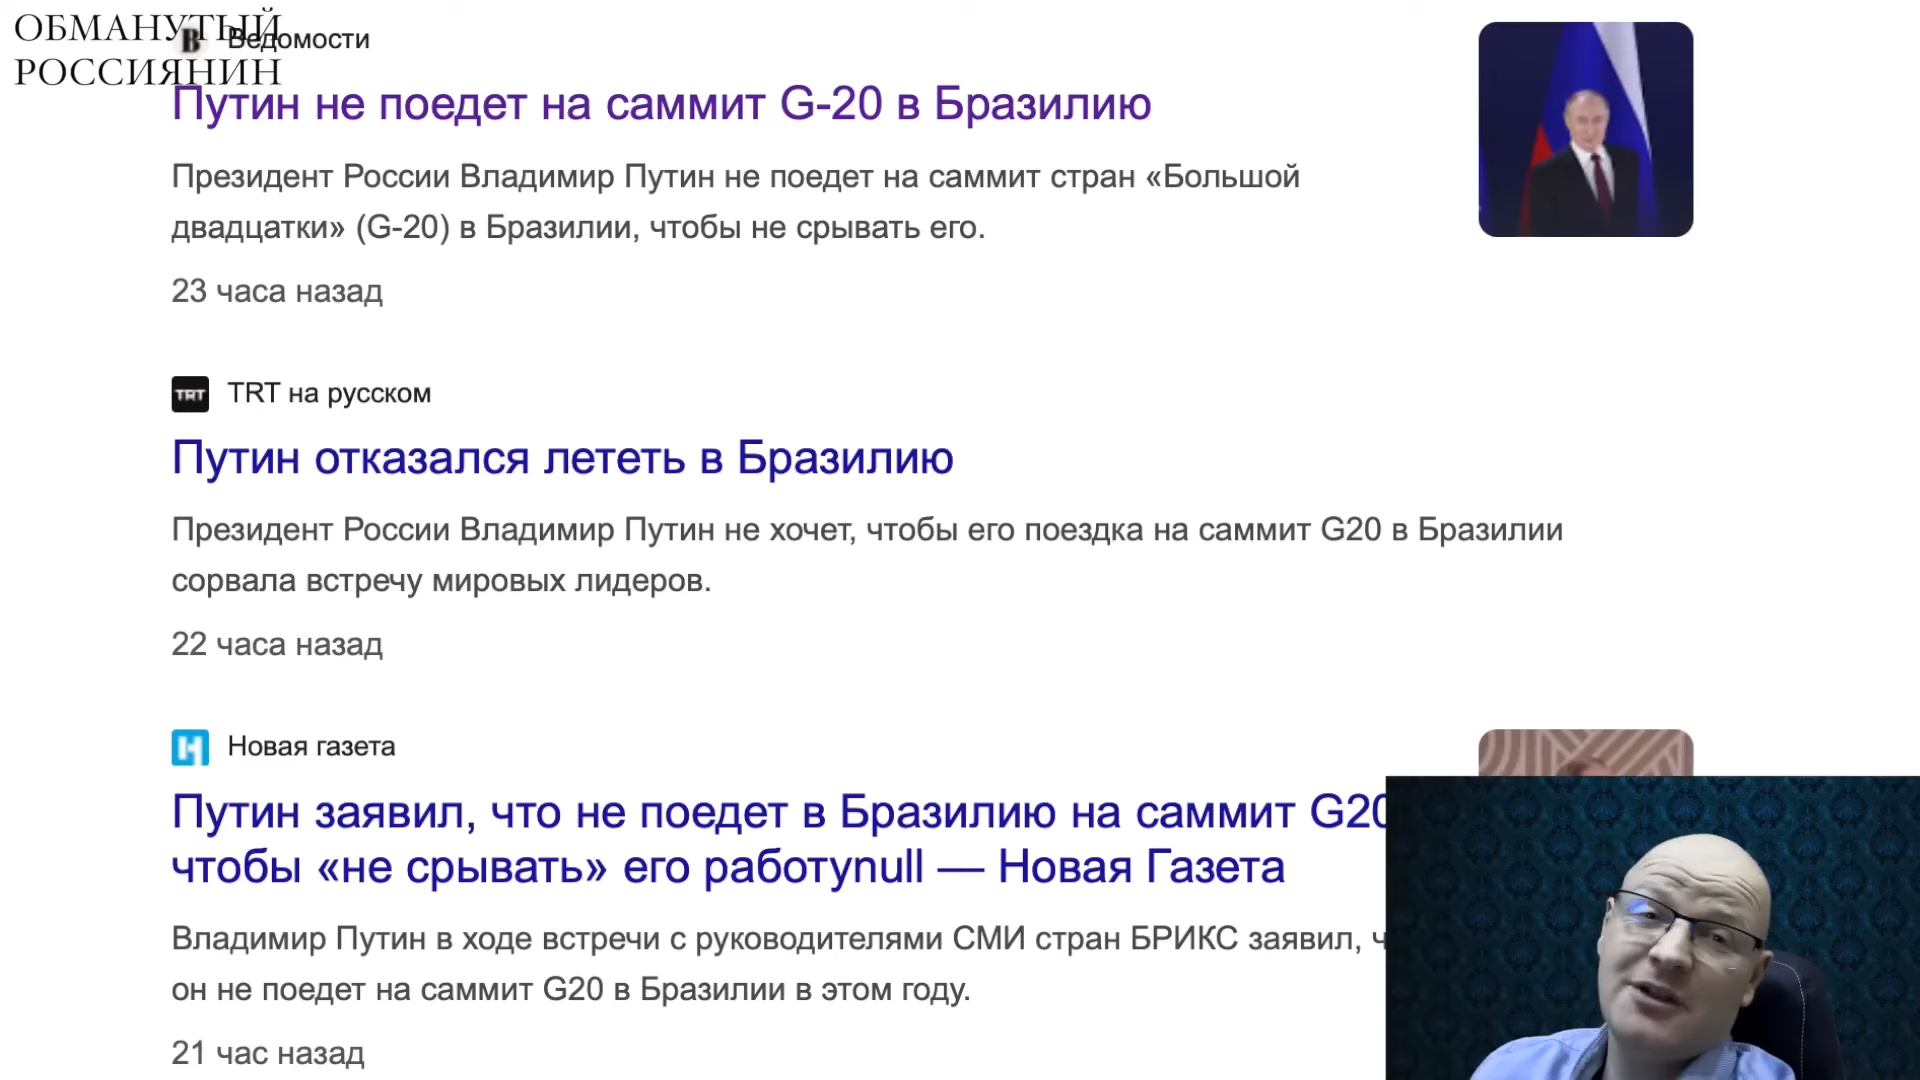 ОБМАНУТЫЙ
РОССИЯНИН
B Ведомости
Путин не поедет на саммит G-20 в Бразилию
Президент России Владимир Путин не поедет на саммит стран «Большой
двадцатки» (G-20) в Бразилии, чтобы не срывать его.
23 часа назад
TRT TRT на русском
Путин отказался лететь в Бразилию
Президент России Владимир Путин не хочет, чтобы его поездка на саммит G20 в Бразилии
сорвала встречу мировых лидеров.
22 часа назад
Новая газета
Путин заявил, что не поедет в Бразилию на саммит G20
чтобы «не срывать» его работуnull — Новая Газета
Владимир Путин в ходе встречи с руководителями СМИ стран БРИКС заявил, ч
он не поедет на саммит G20 в Бразилии в этом году.
21 час назад